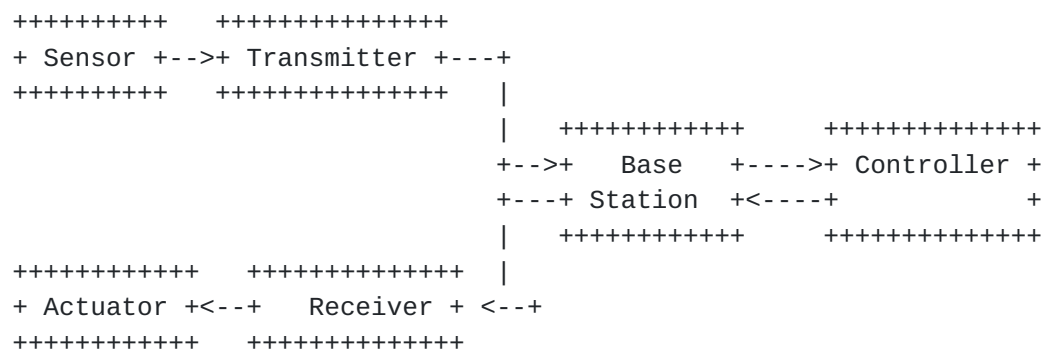 ++++++++++   +++++++++++++++
+ Sensor +-->+ Transmitter +---+
++++++++++   +++++++++++++++   |
                               |   ++++++++++++     ++++++++++++++
                               +-->+   Base   +---->+ Controller +
                               +---+ Station  +<----+            +
                               |   ++++++++++++     ++++++++++++++
++++++++++++   ++++++++++++++  |
+ Actuator +<--+   Receiver + <--+
++++++++++++   ++++++++++++++